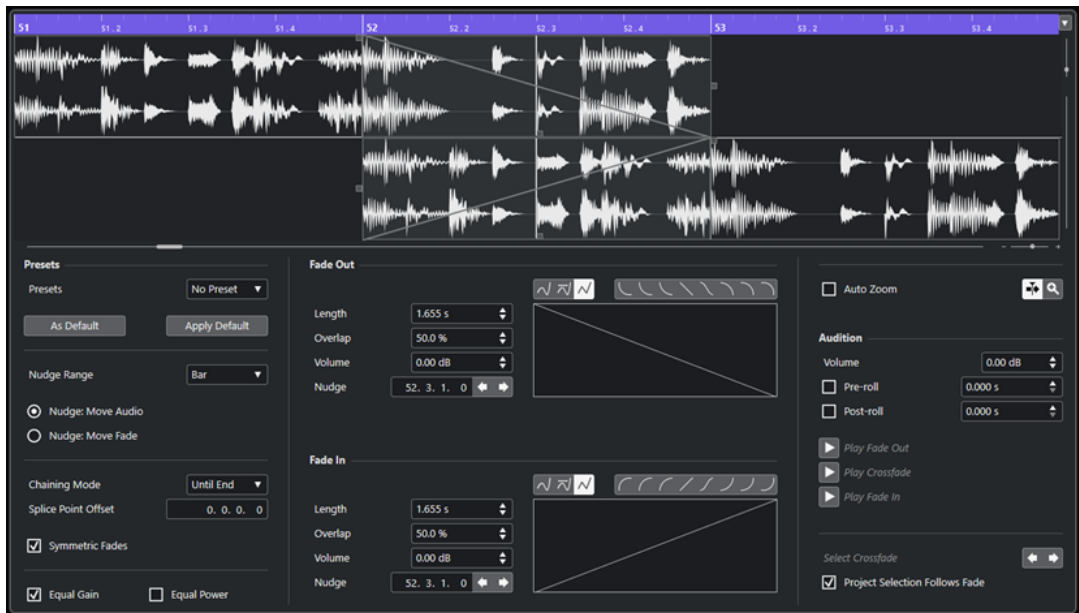 51 51.2 51.3 51.4 52 52.2 52.3 52.4 53 53.2 53.3 53.4
Presets
Presets No Preset
As Default Apply Default
Nudge Range Bar
Nudge: Move Audio
Nudge: Move Fade
Chaining Mode Until End
Splice Point Offset 0. 0. 0. 0
Symmetric Fades
Equal Gain Equal Power
Fade Out
Length 1.655 s
Overlap 50.0 %
Volume 0.00 dB
Nudge 52. 3. 1. 0
Fade In
Length 1.655 s
Overlap 50.0 %
Volume 0.00 dB
Nudge 52. 3. 1. 0
Auto Zoom
Audition
Volume 0.00 dB
Pre-roll 0.000 s
Post-roll 0.000 s
Play Fade Out
Play Crossfade
Play Fade In
Select Crossfade
Project Selection Follows Fade